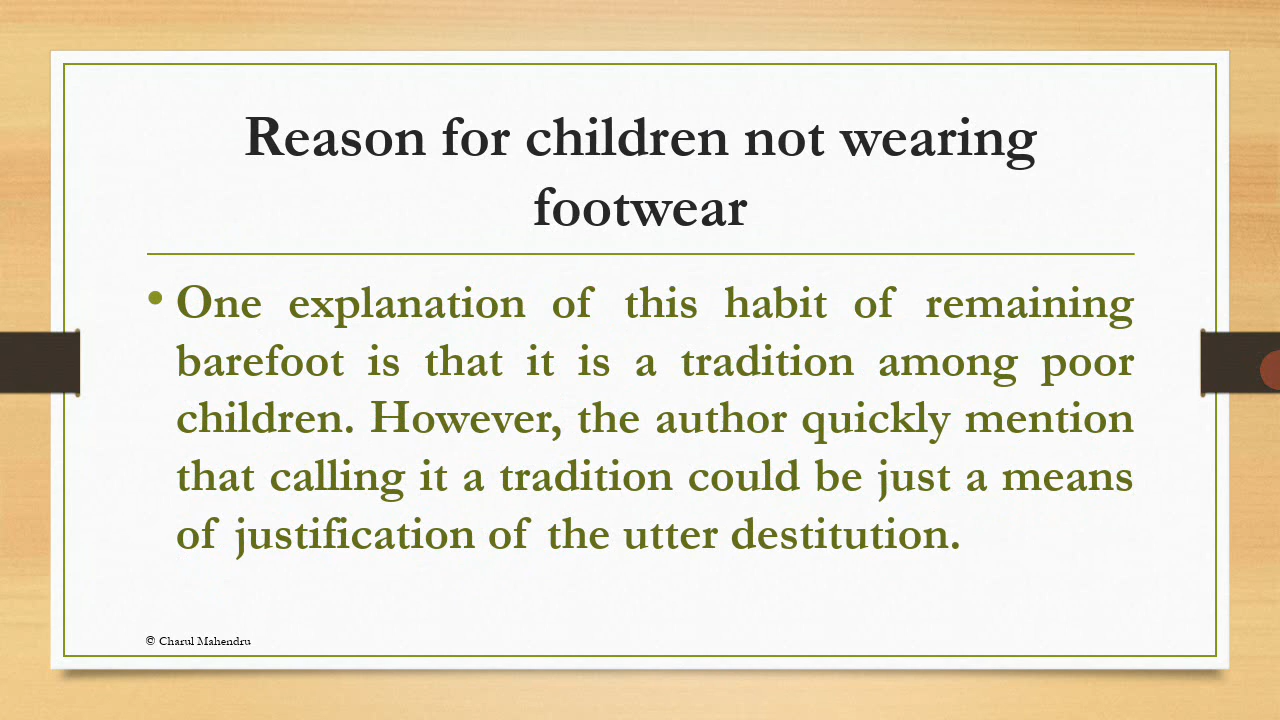 Reason for children not wearing
footwear
• One explanation of this habit of remaining
barefoot is that it is a tradition among poor
children. However, the author quickly mention
that calling it a tradition could be just a means
of justification of the utter destitution.
© Charul Mahendru